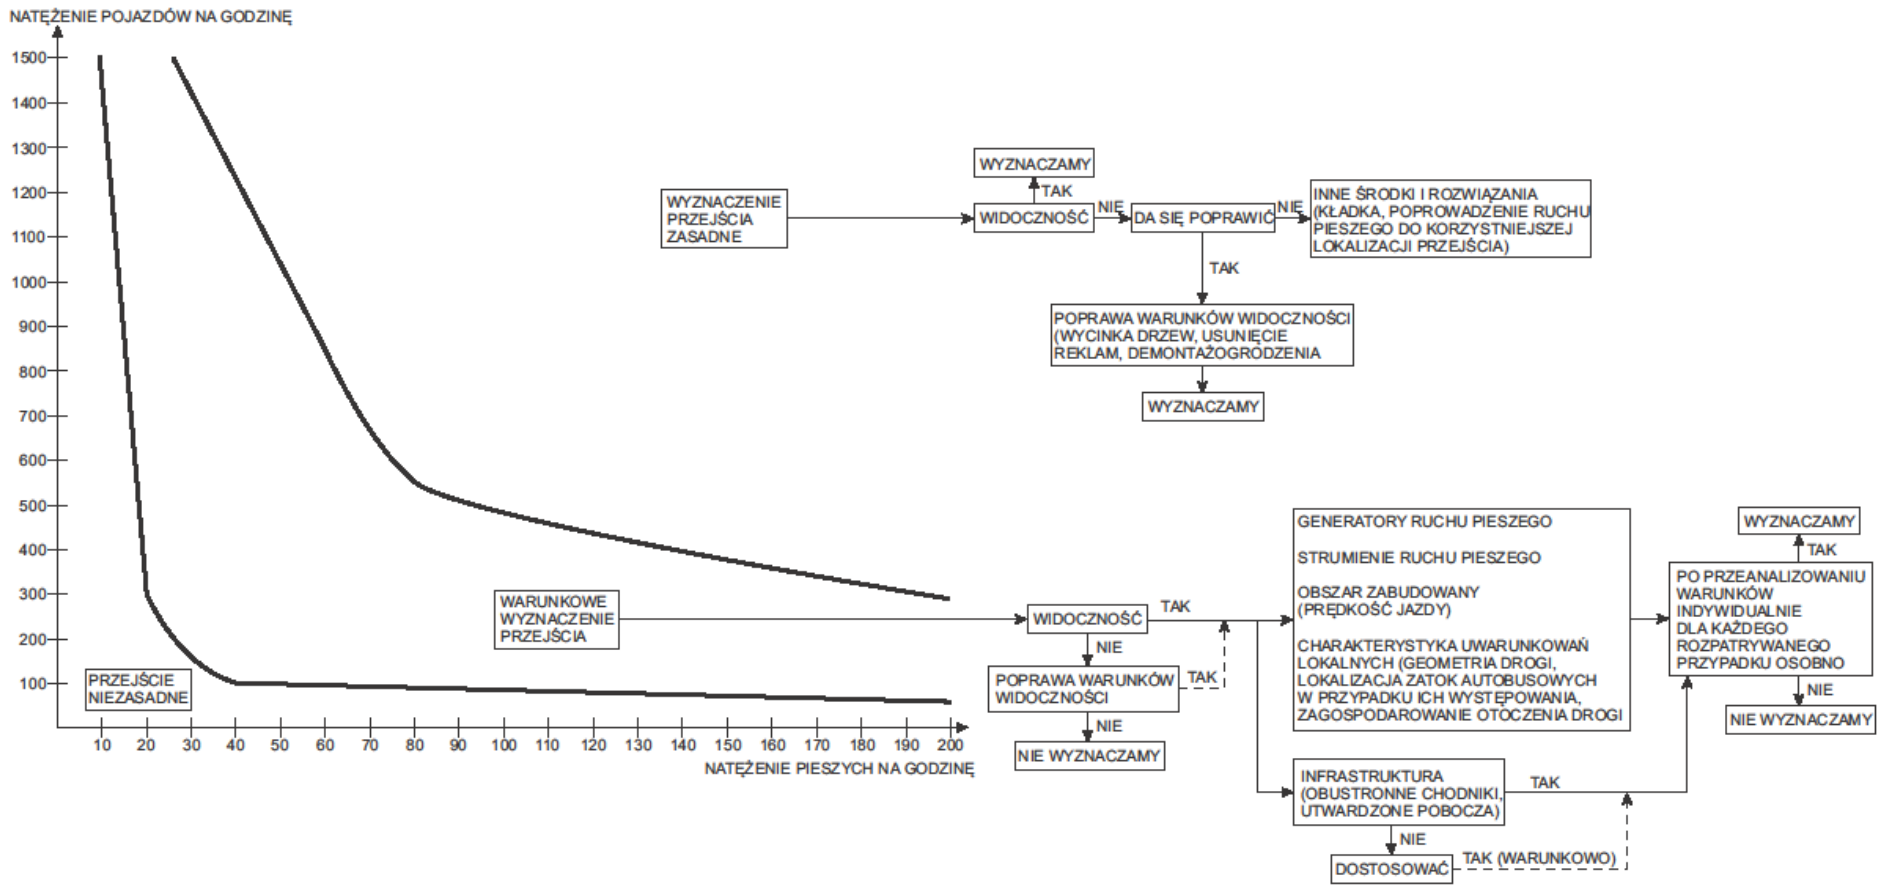 NATĘŻENIE POJAZDÓW NA GODZINĘ
1500
1400
1300
1200
1100
1000
900
800
700
600
500
400
300
200
100
10 20 30 40 50 60 70 80 90 100 110 120 130 140 150 160 170 180 190 200
NATĘŻENIE PIESZYCH NA GODZINĘ
PRZEJŚCIE
NIEZASADNE
WYZNACZENIE
PRZEJŚCIA
ZASADNE
WYZNACZAMY
TAK
WIDOCZNOŚĆ
NIE
DA SIĘ POPRAWIĆ
NIE
INNE ŚRODKI I ROZWIĄZANIA
(KŁADKA, POPROWADZENIE RUCHU
PIESZEGO DO KORZYSTNIEJSZEJ
LOKALIZACJI PRZEJŚCIA)
TAK
POPRAWA WARUNKÓW WIDOCZNOŚCI
(WYCINKA DRZEW, USUNIĘCIE
REKLAM, DEMONTAŻOGRODZENIA
WYZNACZAMY
WARUNKOWE
WYZNACZENIE
PRZEJŚCIA
WIDOCZNOŚĆ
TAK
NIE
POPRAWA WARUNKÓW
WIDOCZNOŚCI
TAK
NIE
NIE WYZNACZAMY
GENERATORY RUCHU PIESZEGO
STRUMIENIE RUCHU PIESZEGO
OBSZAR ZABUDOWANY
(PRĘDKOŚĆ JAZDY)
CHARAKTERYSTYKA UWARUNKOWAŃ
LOKALNYCH (GEOMETRIA DROGI,
LOKALIZACJA ZATOK AUTOBUSOWYCH
W PRZYPADKU ICH WYSTĘPOWANIA,
ZAGOSPODAROWANIE OTOCZENIA DROGI
INFRASTRUKTURA
(OBUSTRONNE CHODNIKI,
UTWARDZONE POBOCZA)
TAK
NIE
DOSTOSOWAĆ
TAK (WARUNKOWO)
WYZNACZAMY
TAK
PO PRZEANALIZOWANIU
WARUNKÓW
INDYWIDUALNIE
DLA KAŻDEGO
ROZPATRYWANEGO
PRZYPADKU OSOBNO
NIE
NIE WYZNACZAMY